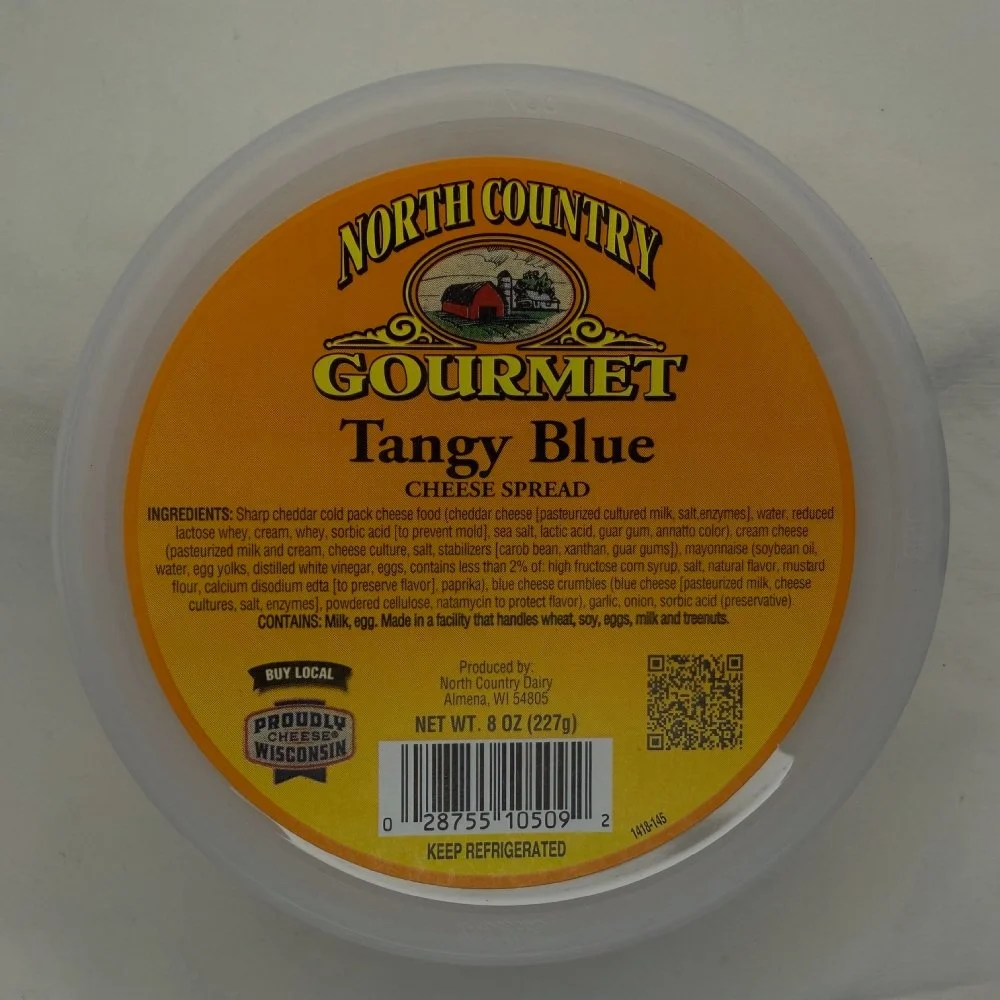 NORTH COUNTRY
GOURMET
Tangy Blue
CHEESE SPREAD
INGREDIENTS: Sharp cheddar cold pack cheese food (cheddar cheese [pasteurized cultured milk, salt,enzymes], water, reduced
lactose whey, cream, whey, sorbic acid [to prevent mold], sea salt, lactic acid, guar gum, annatto color), cream cheese
(pasteurized milk and cream, cheese culture, salt, stabilizers [carob bean, xanthan, guar gums]), mayonnaise (soybean oil,
water, egg yolks, distilled white vinegar, eggs, contains less than 2% of: high fructose corn syrup, salt, natural flavor, mustard
flour, calcium disodium edta [to preserve flavor], paprika), blue cheese crumbles (blue cheese [pasteurized milk, cheese
cultures, salt, enzymes], powdered cellulose, natamycin to protect flavor), garlic, onion, sorbic acid (preservative)
CONTAINS: Milk, egg. Made in a facility that handles wheat, soy, eggs, milk and treenuts.
BUY LOCAL
PROUDLY
CHEESE®
WISCONSIN
Produced by:
North Country Dairy
Almena, WI 54805
NET WT. 8 OZ (227g)
0 28755 10509 2
1418-145
KEEP REFRIGERATED